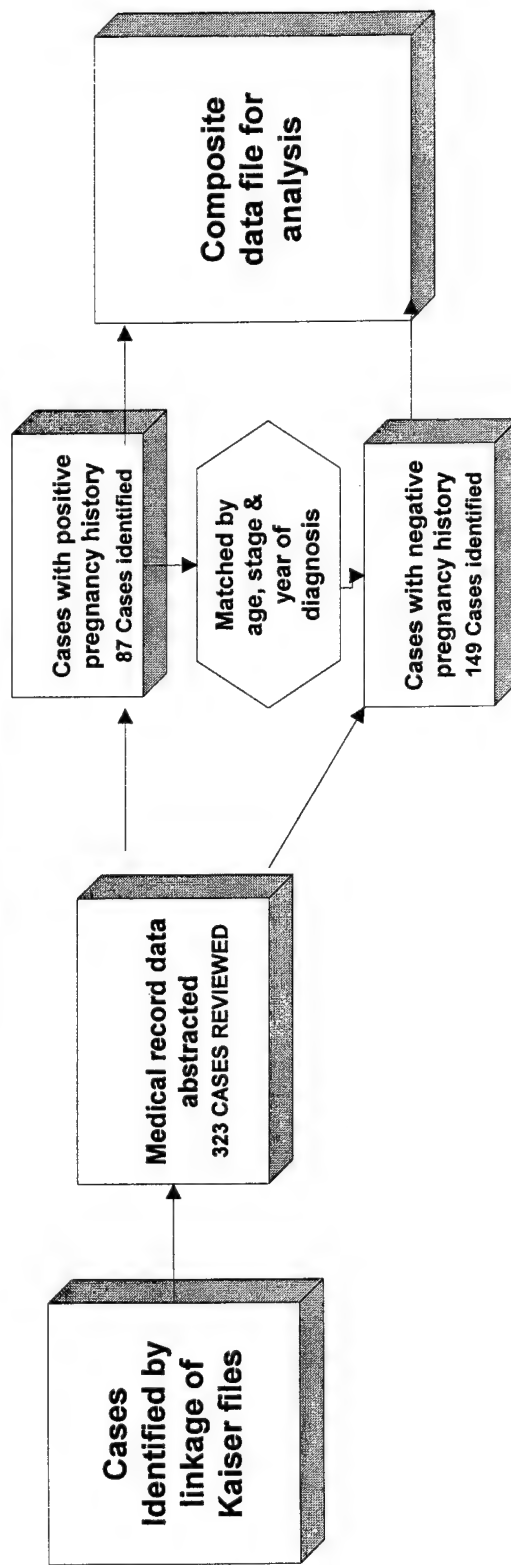 Cases
Identified by
linkage of
Kaiser files
Medical record data
abstracted
323 CASES REVIEWED
Cases with positive
pregnancy history
87 Cases identified
Matched by
age, stage &
year of
diagnosis
Cases with negative
pregnancy history
149 Cases identified
Composite
data file for
analysis